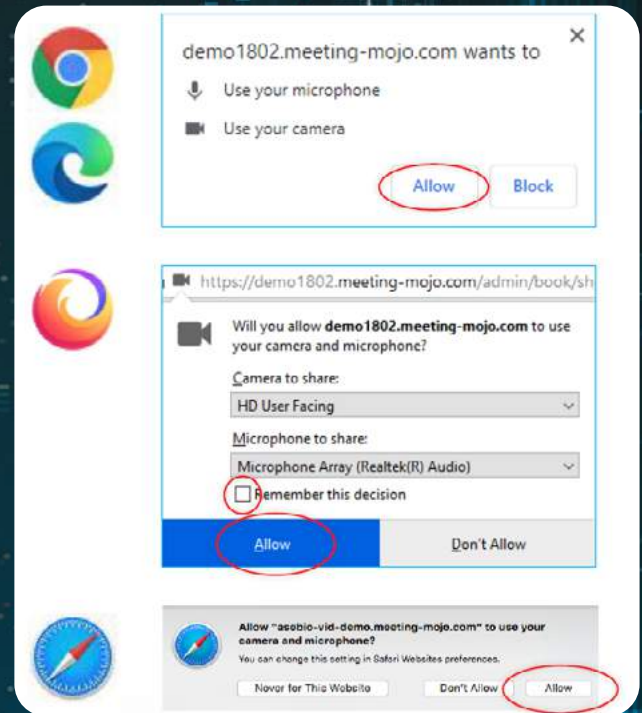 demo1802.meeting-mojo.com wants to
Use your microphone
Use your camera
Allow
Block
https://demo1802.meeting-mojo.com/admin/book/sh
Will you allow demo1802.meeting-mojo.com to use
your camera and microphone?
Camera to share:
HD User Facing
Microphone to share:
Microphone Array (Realtek(R) Audio)
Remember this decision
Allow
Don't Allow
Allow "asebio-vid-demo.meeting-mojo.com" to use your
camera and microphone?
You can change this setting in Safari Websites preferences.
Never for This Website
Don't Allow
Allow